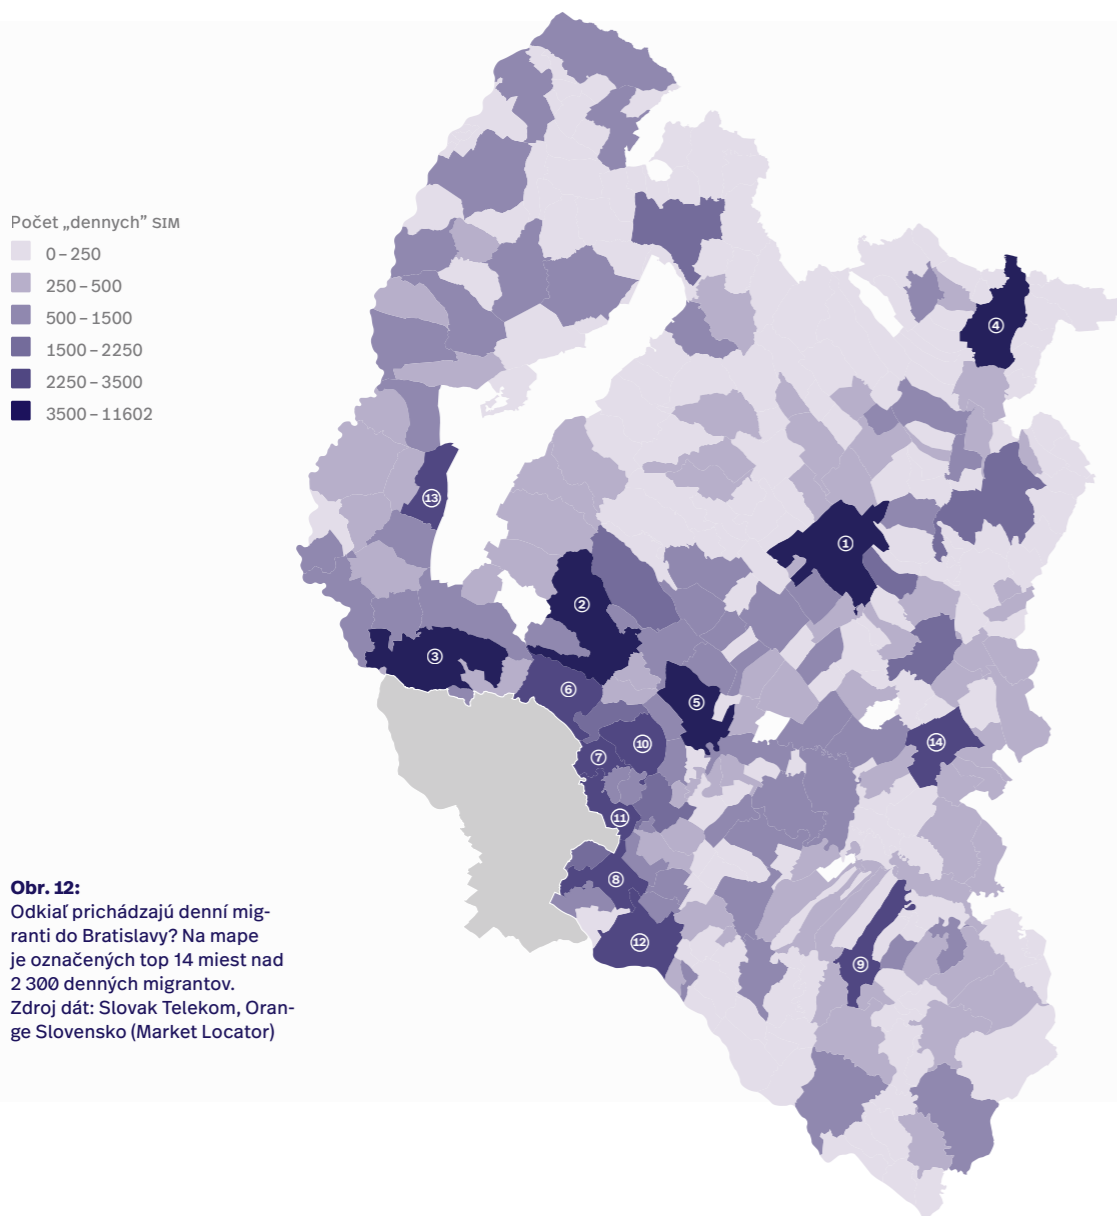 Počet „dennych” SIM
0–250
250–500
500–1500
1500–2250
2250–3500
3500–11602
4
13
1
2
3
6
5
10
7
14
11
8
12
9
Obr. 12:
Odkiaľ prichádzajú denní mig-
ranti do Bratislavy? Na mape
je označených top 14 miest nad
2 300 denných migrantov.
Zdroj dát: Slovak Telekom, Oran-
ge Slovensko (Market Locator)